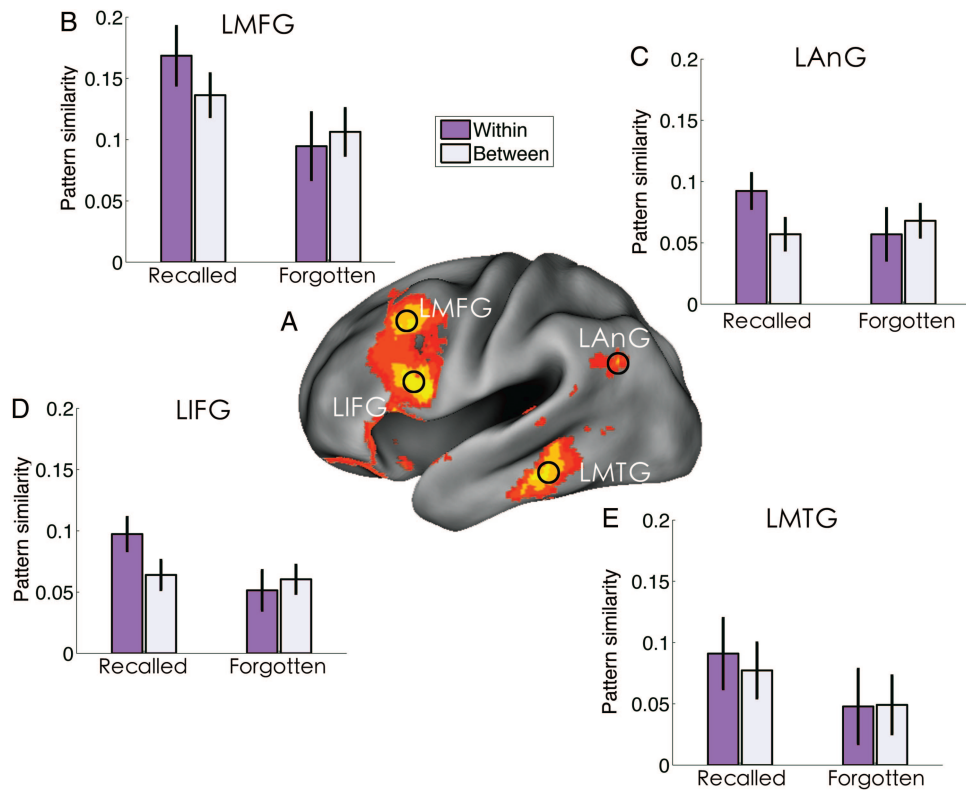 B
LMFG
0.2
0.15
0.1
0.05
0
Pattern similarity
Recalled
Forgotten
Within
Between
C
LAnG
0.2
0.15
0.1
0.05
0
Pattern similarity
Recalled
Forgotten
A
LMFG
LAnG
LIFG
LMTG
D
LIFG
0.2
0.15
0.1
0.05
0
Pattern similarity
Recalled
Forgotten
E
LMTG
0.2
0.15
0.1
0.05
0
Pattern similarity
Recalled
Forgotten